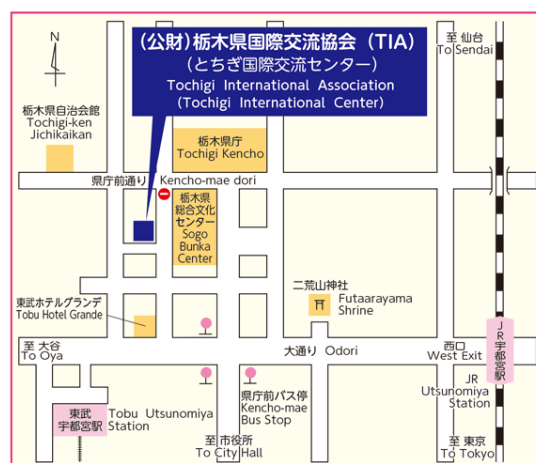 (公財)栃木県国際交流協会(TIA)
(とちぎ国際交流センター)
Tochigi International Association
(Tochigi International Center)
N
至 仙台
To Sendai
栃木県自治会館
Tochigi-ken
Jichikaikan
栃木県庁
Tochigi Kencho
県庁前通り Kencho-mae dori
栃木県
総合文化
センター
Sogo
Bunka
Center
二荒山神社
Futaarayama
Shrine
東武ホテルグランデ
Tobu Hotel Grande
至 大谷
To Oya
大通り Odori
西口
West Exit
JR宇都宮駅
JR
Utsunomiya
Station
県庁前バス停
Kencho-mae
Bus Stop
東武
宇都宮駅
Tobu Utsunomiya
Station
至 市役所
To City Hall
至 東京
To Tokyo